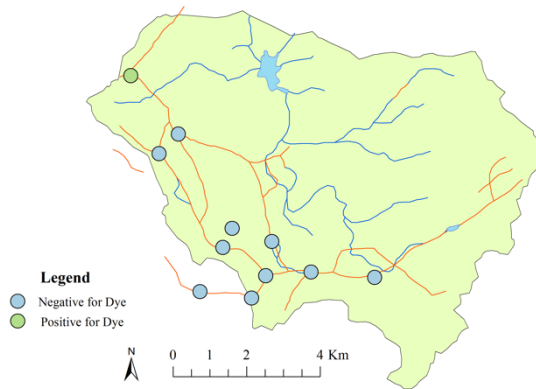 Legend
Negative for Dye
Positive for Dye
N
0 1 2 4 Km